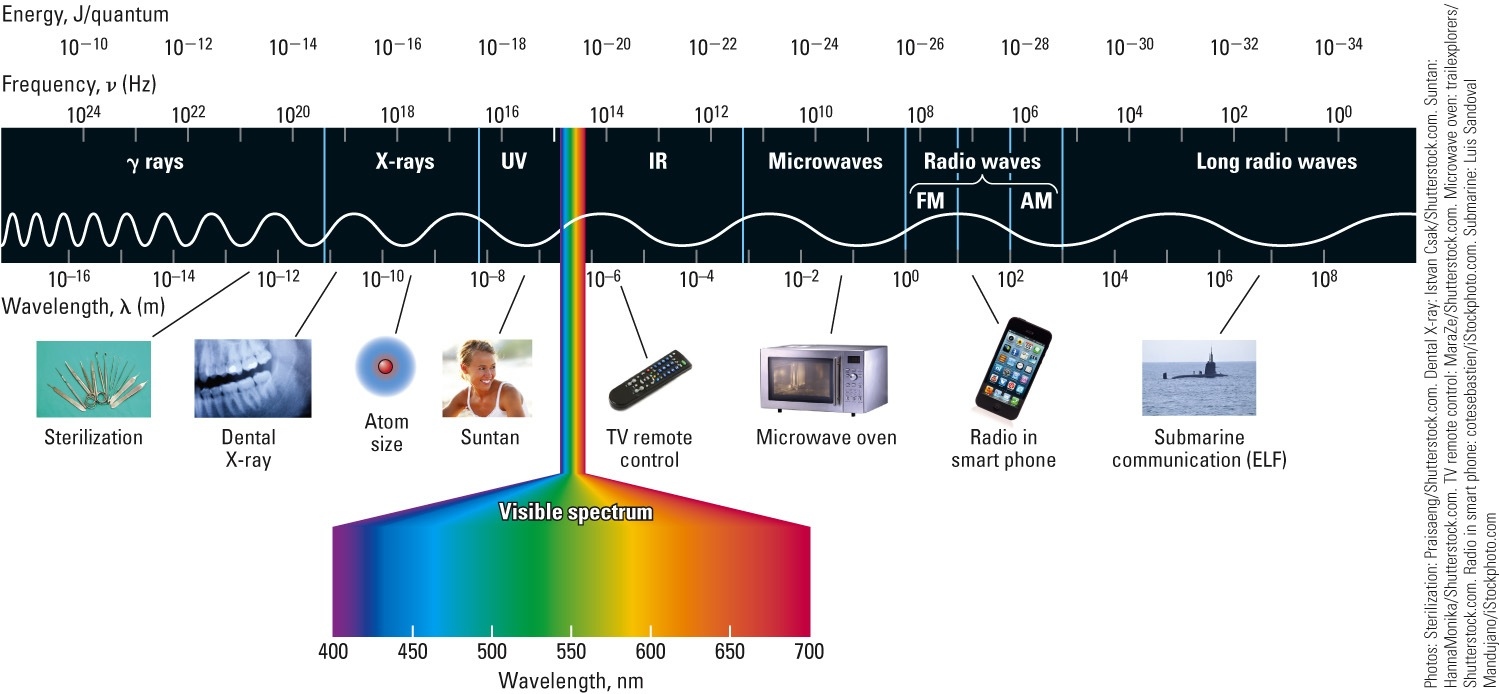 Energy, J/quantum
10⁻¹⁰ 10⁻¹² 10⁻¹⁴ 10⁻¹⁶ 10⁻¹⁸ 10⁻²⁰ 10⁻²² 10⁻²⁴ 10⁻²⁶ 10⁻²⁸ 10⁻³⁰ 10⁻³² 10⁻³⁴
Frequency, ν (Hz)
10²⁴ 10²² 10²⁰ 10¹⁸ 10¹⁶ 10¹⁴ 10¹² 10¹⁰ 10⁸ 10⁶ 10⁴ 10² 10⁰
γ rays X-rays UV IR Microwaves Radio waves Long radio waves
FM AM
10⁻¹⁶ 10⁻¹⁴ 10⁻¹² 10⁻¹⁰ 10⁻⁸ 10⁻⁶ 10⁻⁴ 10⁻² 10⁰ 10² 10⁴ 10⁶ 10⁸
Wavelength, λ (m)
Sterilization
Dental
X-ray
Atom
size
Suntan
TV remote
control
Microwave oven
Radio in
smart phone
Submarine
communication (ELF)
Visible spectrum
400 450 500 550 600 650 700
Wavelength, nm
Photos: Sterilization: Praisaeng/Shutterstock.com. Dental X-ray: Istvan Csak/Shutterstock.com. Suntan:
HannaMonika/Shutterstock.com. TV remote control: MaraZe/Shutterstock.com. Microwave oven: trailexplorers/
Shutterstock.com. Radio in smart phone: cotesebastien/iStockphoto.com. Submarine: Luis Sandoval
Mandujano/iStockphoto.com